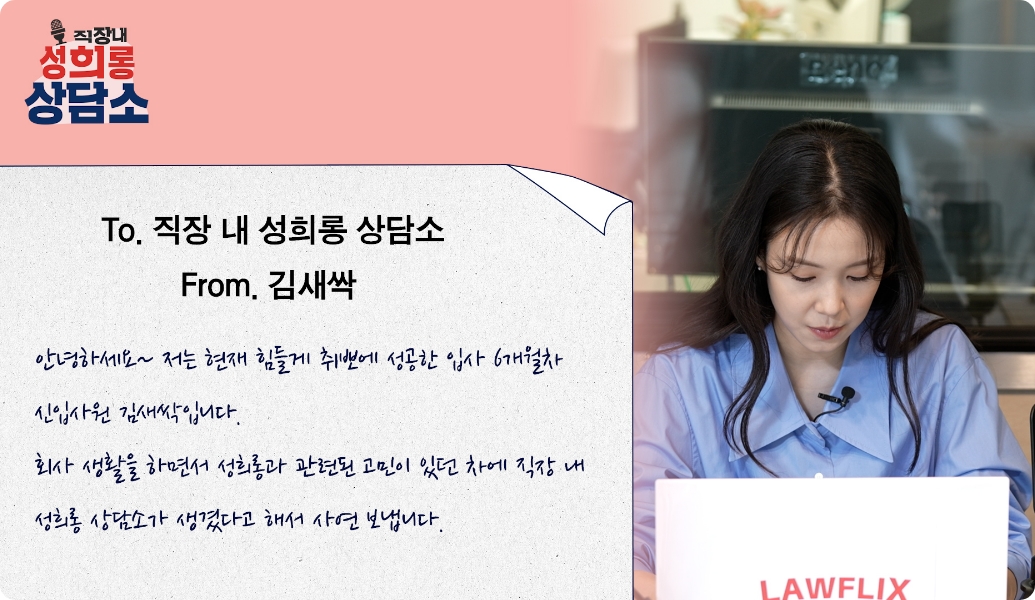 직장내
성희롱
상담소
To. 직장 내 성희롱 상담소
From. 김새싹
안녕하세요~ 저는 현재 힘들게 취뽀에 성공한 입사 6개월차
신입사원 김새싹입니다.
회사 생활을 하면서 성희롱과 관련된 고민이 있던 차에 직장 내
성희롱 상담소가 생겼다고 해서 사연 보냅니다.
LAWFLIX